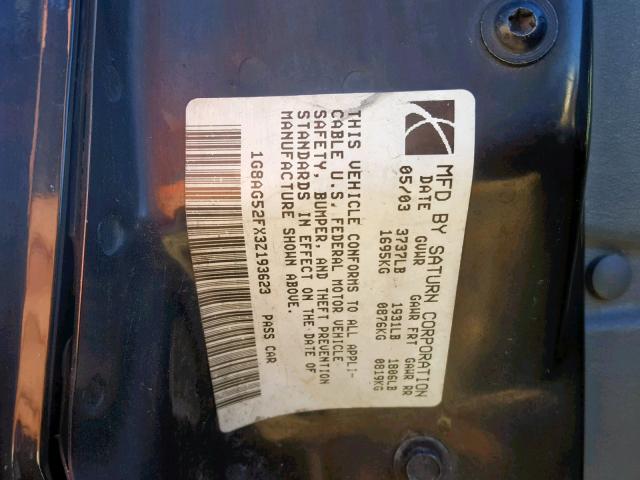 MFD BY SATURN CORPORATION
DATE GVWR GAWR FRT GAWR RR
05/03 3737LB 1931LB 1806LB
1695KG 0876KG 0819KG
THIS VEHICLE CONFORMS TO ALL APPLI-
CABLE U.S. FEDERAL MOTOR VEHICLE
SAFETY, BUMPER, AND THEFT PREVENTION
STANDARDS IN EFFECT ON THE DATE OF
MANUFACTURE SHOWN ABOVE.
1G8AG52FX3Z193623 PASS CAR